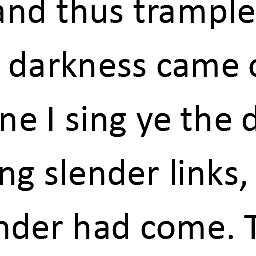 and thus trample
darkness came
ne I sing ye the
ng slender links,
nder had come.